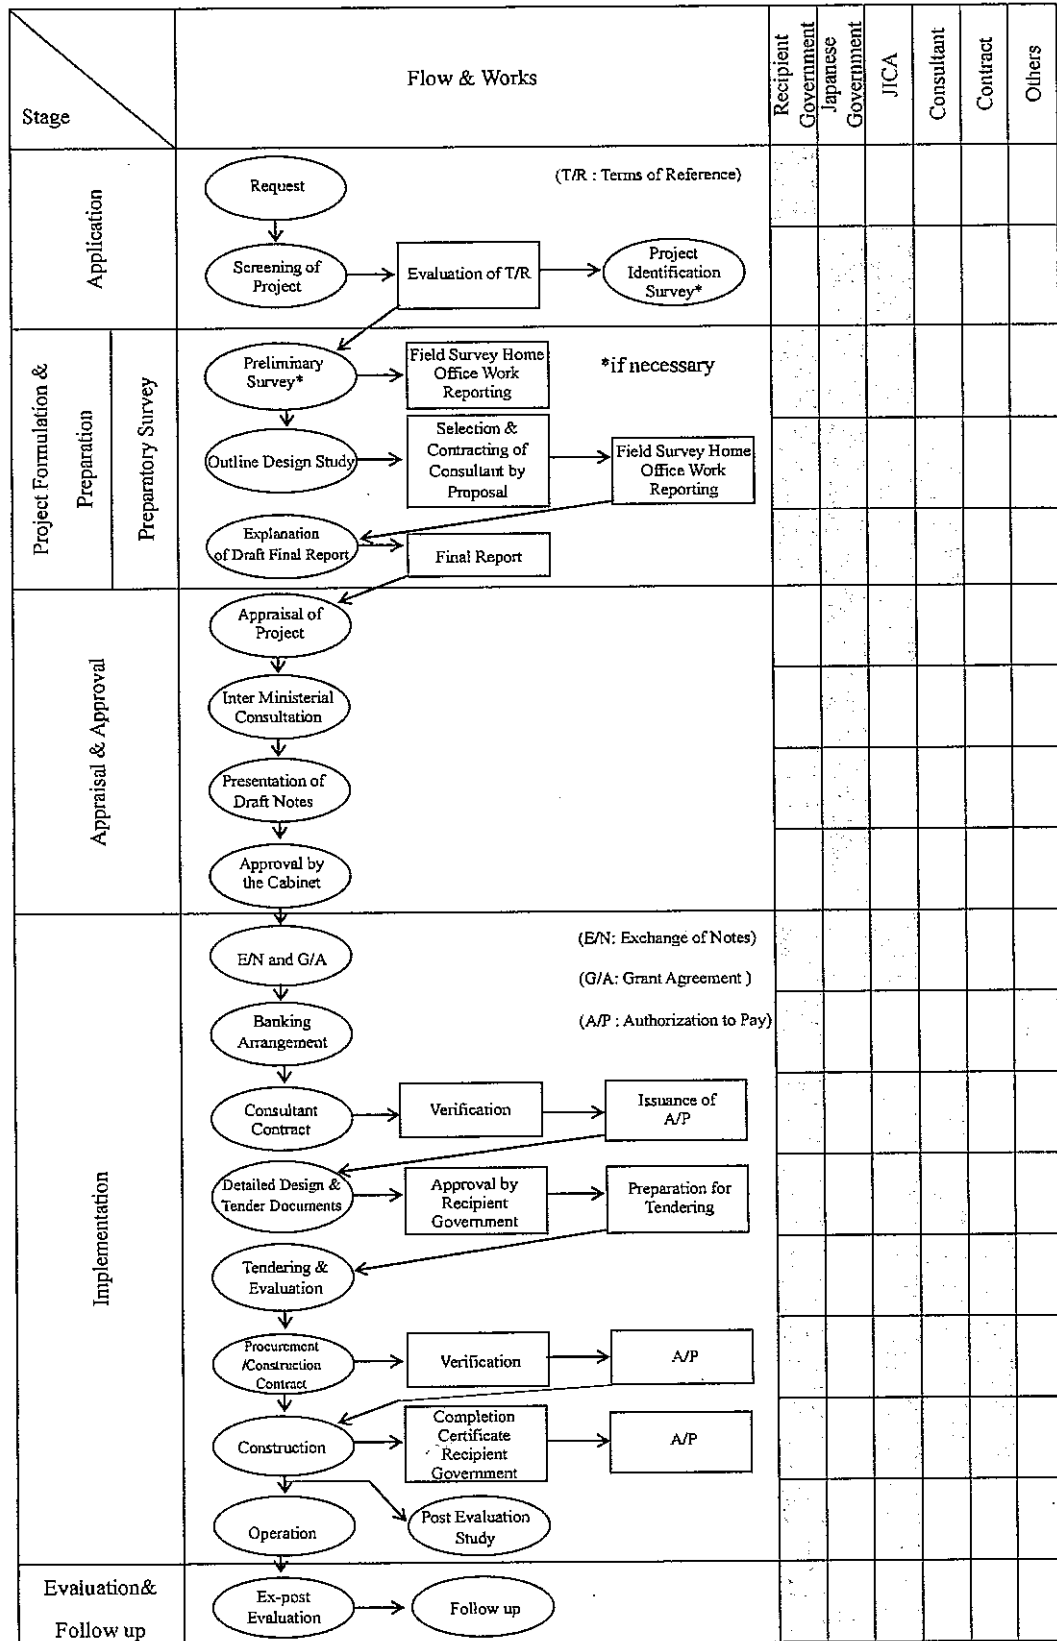 Stage
Flow & Works
Recipient
Government
Japanese
Government
JICA
Consultant
Contract
Others
Application
Request
(T/R : Terms of Reference)
Screening of
Project
Evaluation of T/R
Project
Identification
Survey*
Project Formulation &
Preparation
Preparatory Survey
Preliminary
Survey*
Field Survey Home
Office Work
Reporting
*if necessary
Outline Design Study
Selection &
Contracting of
Consultant by
Proposal
Field Survey Home
Office Work
Reporting
Explanation
of Draft Final Report
Final Report
Appraisal & Approval
Appraisal of
Project
Inter Ministerial
Consultation
Presentation of
Draft Notes
Approval by
the Cabinet
Implementation
E/N and G/A
(E/N: Exchange of Notes)
(G/A: Grant Agreement )
(A/P : Authorization to Pay)
Banking
Arrangement
Consultant
Contract
Verification
Issuance of
A/P
Detailed Design &
Tender Documents
Approval by
Recipient
Government
Preparation for
Tendering
Tendering &
Evaluation
Procurement
/Construction
Contract
Verification
A/P
Construction
Completion
Certificate
Recipient
Government
A/P
Operation
Post Evaluation
Study
Evaluation&
Follow up
Ex-post
Evaluation
Follow up